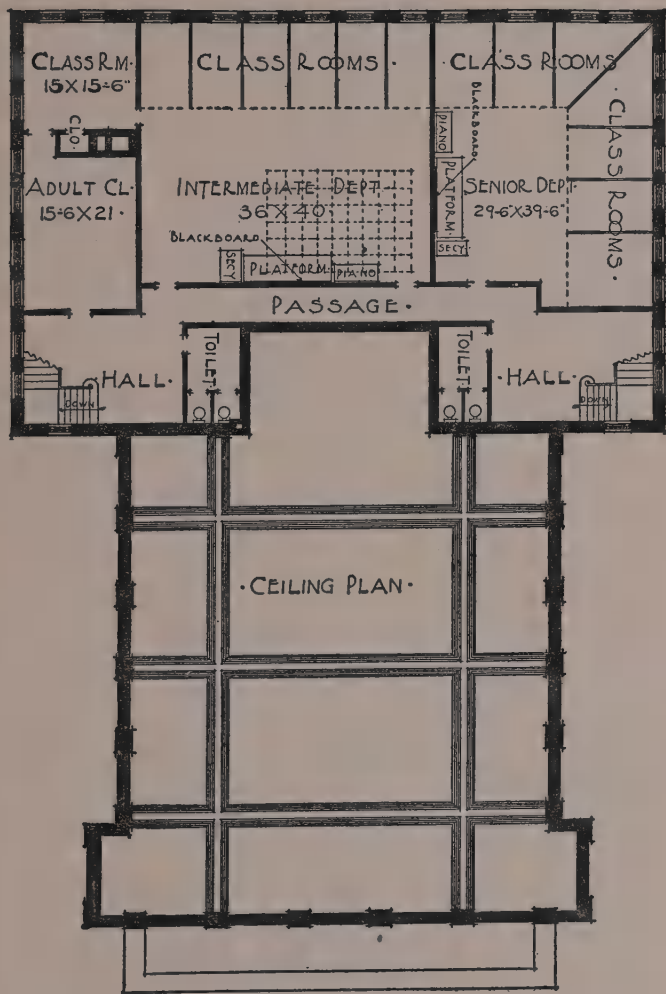 CLASS RM.
15X15-6"
CLASS ROOMS
CLASS ROOMS
BLACKBOARD
CLO.
PIANO
CLASS ROOMS.
ADULT CL.
15-6X21.
INTERMEDIATE DEPT.
36X40.
PLATFORM.
SENIOR DEPT.
29-6"X39-6"
BLACKBOARD
SECY
SECY
PLATFORM.
PIANO
PASSAGE.
HALL.
TOILET
TOILET
.HALL.
DOWN
DOWN
.CEILING PLAN.